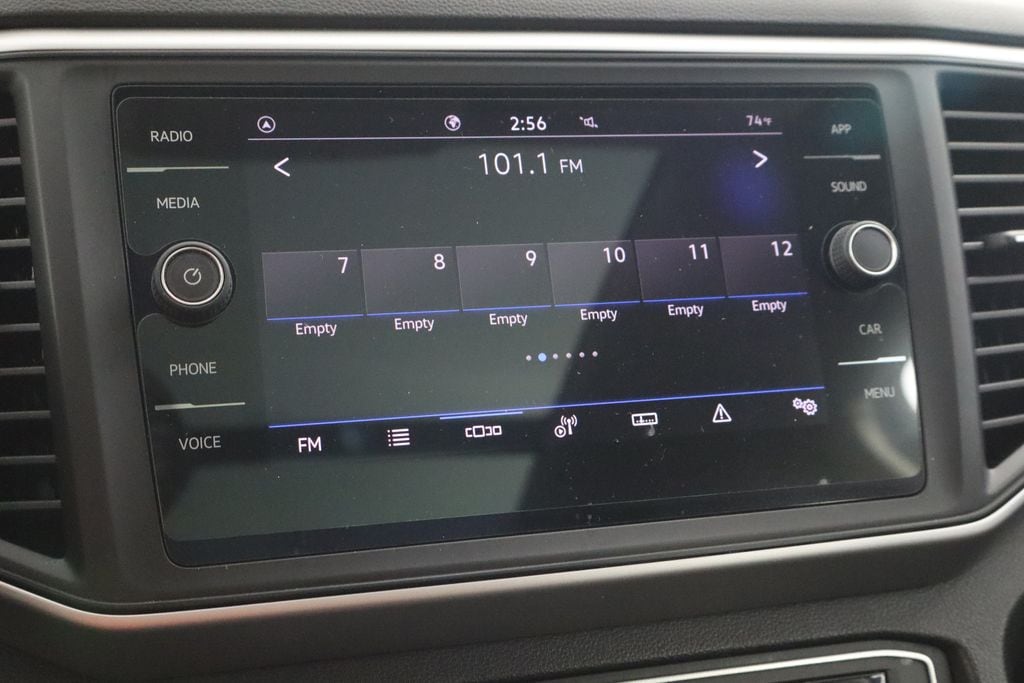 RADIO
MEDIA
PHONE
VOICE
2:56
74°F
< 101.1 FM >
7 8 9 10 11 12
Empty Empty Empty Empty Empty Empty
FM
APP
SOUND
CAR
MENU